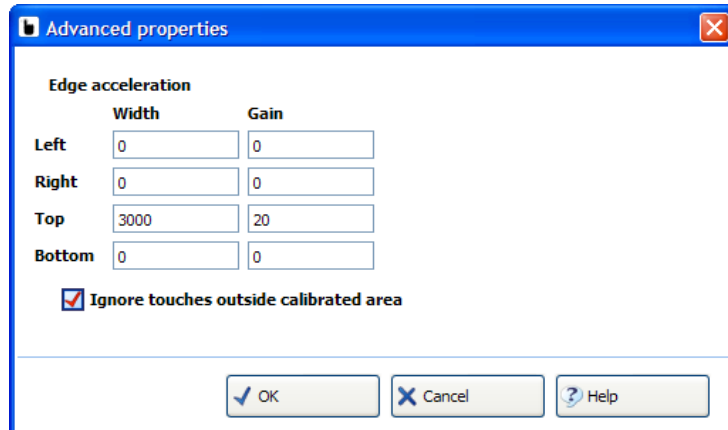 Advanced properties
Edge acceleration
Width Gain
Left 0 0
Right 0 0
Top 3000 20
Bottom 0 0
Ignore touches outside calibrated area
OK Cancel Help